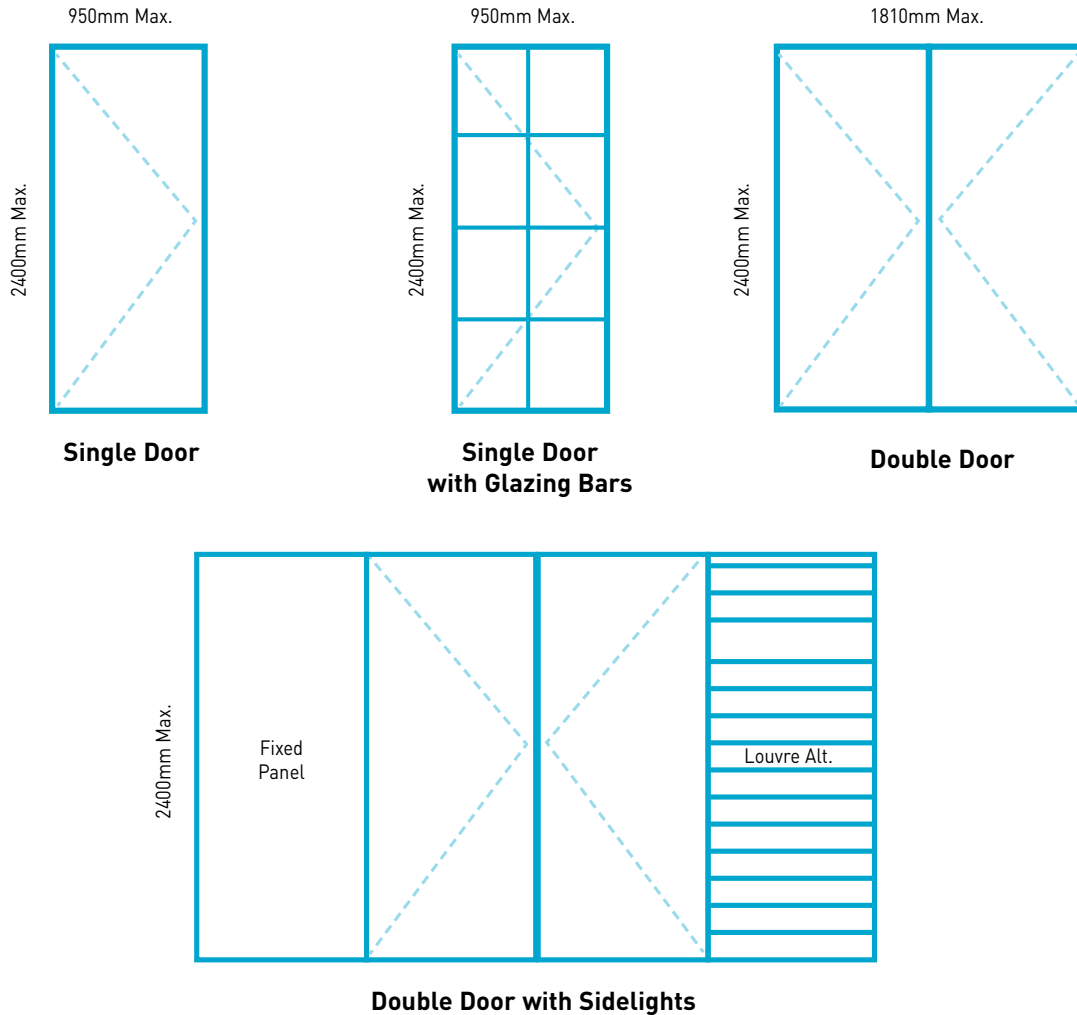 950mm Max.
950mm Max.
1810mm Max.
2400mm Max.
2400mm Max.
2400mm Max.
Single Door
Single Door
with Glazing Bars
Double Door
2400mm Max.
Fixed
Panel
Louvre Alt.
Double Door with Sidelights